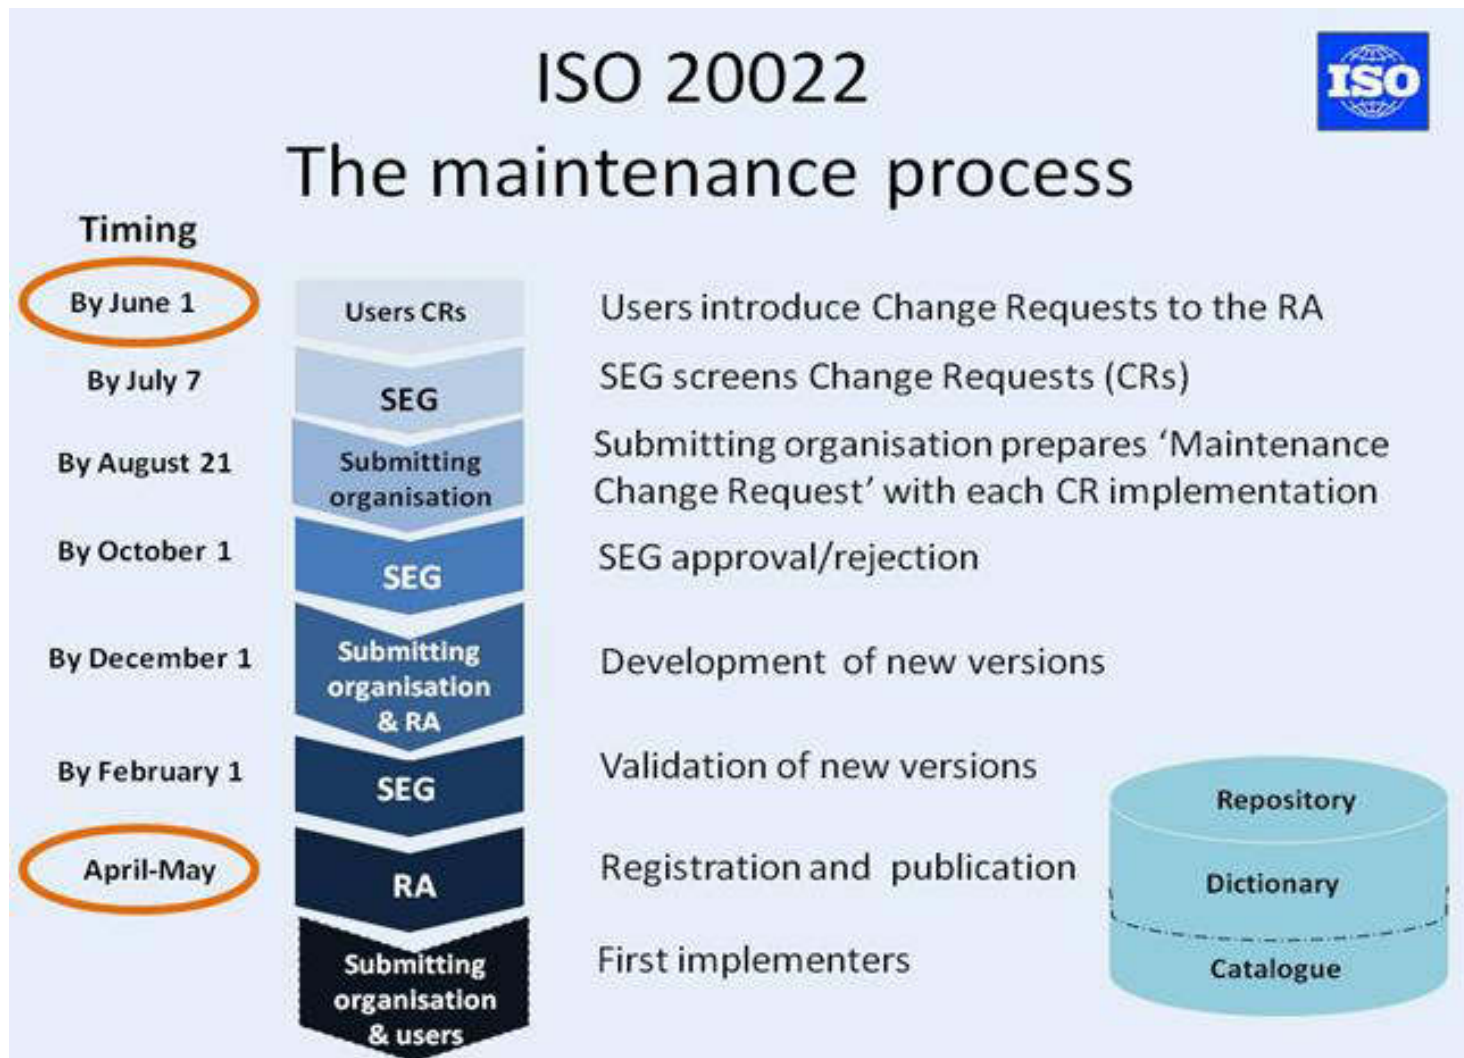 ISO 20022
ISO
The maintenance process
Timing
By June 1
Users CRs
Users introduce Change Requests to the RA
By July 7
SEG
SEG screens Change Requests (CRs)
By August 21
Submitting
organisation
Submitting organisation prepares ‘Maintenance
Change Request’ with each CR implementation
By October 1
SEG
SEG approval/rejection
By December 1
Submitting
organisation
& RA
Development of new versions
By February 1
SEG
Validation of new versions
April-May
RA
Registration and publication
Submitting
organisation
& users
First implementers
Repository
Dictionary
Catalogue